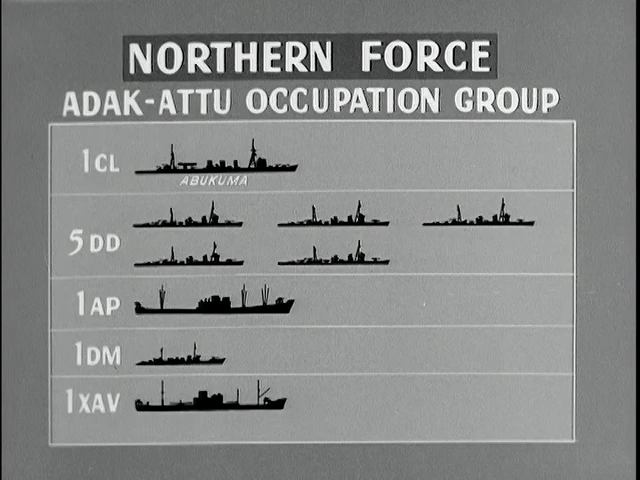 NORTHERN FORCE
ADAK-ATTU OCCUPATION GROUP
1CL
ABUKUMA
5DD
1AP
1DM
1XAV